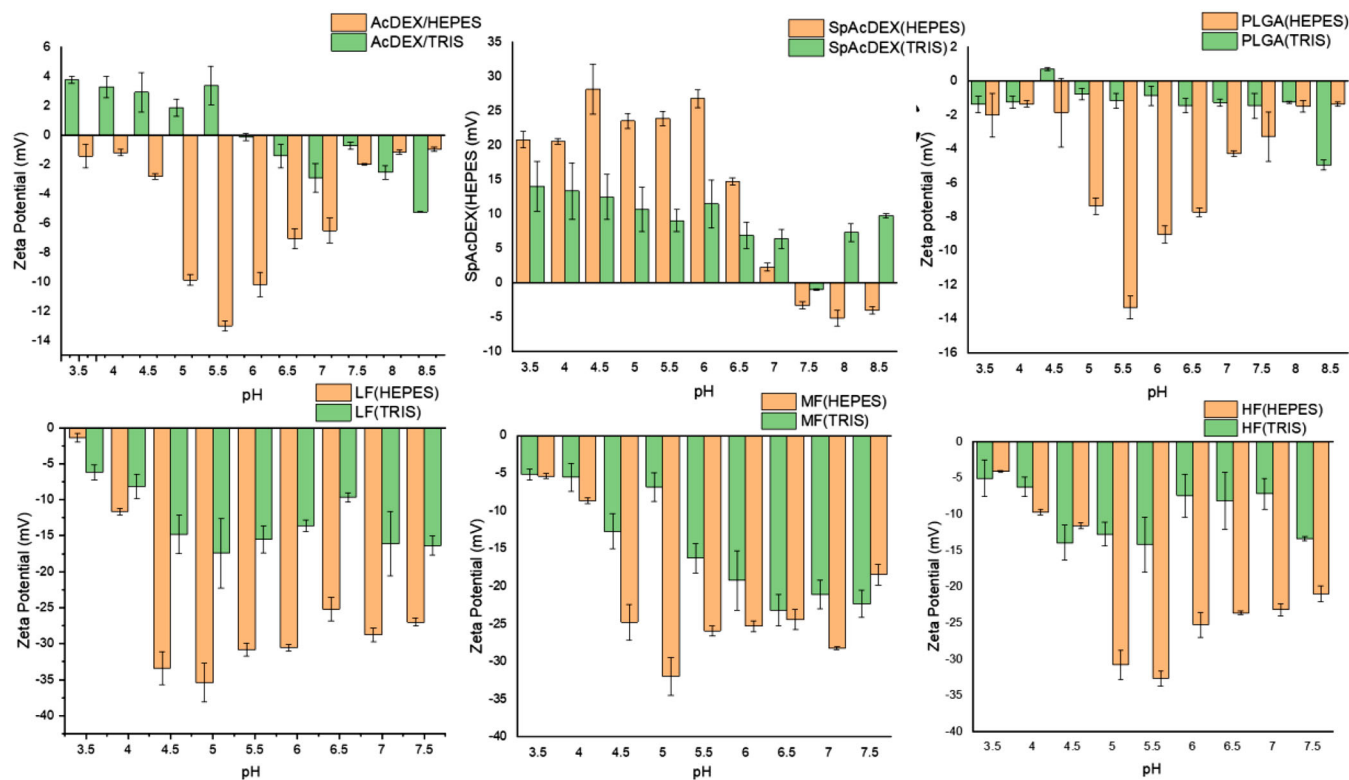 AcDEX/HEPES
AcDEX/TRIS
Zeta Potential (mV)
6
4
2
0
-2
-4
-6
-8
-10
-12
-14
3.5 4 4.5 5 5.5 6 6.5 7 7.5 8 8.5
pH
SpAcDEX(HEPES)
SpAcDEX(TRIS)
SpAcDEX(HEPES) (mV)
35
30
25
20
15
10
5
0
-5
-10
3.5 4 4.5 5 5.5 6 6.5 7 7.5 8 8.5
pH
PLGA(HEPES)
PLGA(TRIS)
Zeta potential (mV)
2
0
-2
-4
-6
-8
-10
-12
-14
-16
3.5 4 4.5 5 5.5 6 6.5 7 7.5 8 8.5
pH
LF(HEPES)
LF(TRIS)
Zeta Potential (mV)
0
-5
-10
-15
-20
-25
-30
-35
-40
3.5 4 4.5 5 5.5 6 6.5 7 7.5
pH
MF(HEPES)
MF(TRIS)
Zeta Potential (mV)
0
-5
-10
-15
-20
-25
-30
-35
-40
3.5 4 4.5 5 5.5 6 6.5 7 7.5
pH
HF(HEPES)
HF(TRIS)
Zeta Potential (mV)
0
-5
-10
-15
-20
-25
-30
-35
-40
3.5 4 4.5 5 5.5 6 6.5 7 7.5
pH